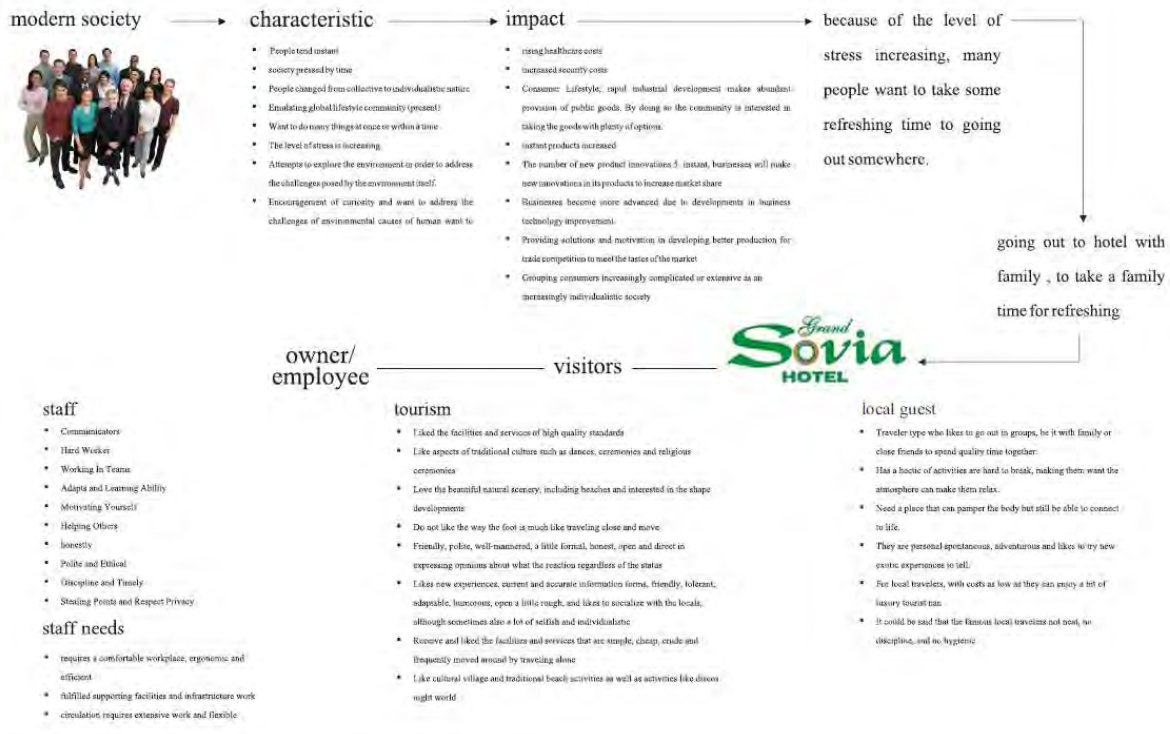 modern society
characteristic
People tend instant
society pressed by time
People changed from collective to individualistic nature
Emulating global lifestyle community (present)
Want to do many things at once or within a time
The level of stress is increasing
Attempts to explore the environment in order to address
the challenges posed by the environment itself.
Encouragement of curiosity and want to address the
challenges of environmental causes of human want to
impact
rising healthcare costs
increased security costs
Consumer Lifestyle, rapid industrial development makes abundant
provision of public goods. By doing so the community is interested in
taking the goods with plenty of options.
instant products increased
The number of new product innovations 5. instant, businesses will make
new innovations in its products to increase market share
Businesses become more advanced due to developments in business
technology improvement.
Providing solutions and motivation in developing better production for
trade competition to meet the tastes of the market
Grouping consumers increasingly complicated or extensive as an
increasingly individualistic society
because of the level of
stress increasing, many
people want to take some
refreshing time to going
out somewhere.
going out to hotel with
family , to take a family
time for refreshing
Grand
Sovia
HOTEL
visitors
owner/
employee
staff
Communicators
Hard Worker
Working In Teams
Adapts and Learning Ability
Motivating Yourself
Helping Others
honestly
Polite and Ethical
Discipline and Timely
Stealing Points and Respect Privacy
staff needs
requires a comfortable workplace, ergonomic and
efficient
fulfilled supporting facilities and infrastructure work
circulation requires extensive work and flexible
tourism
Liked the facilities and services of high quality standards
Like aspects of traditional culture such as dances, ceremonies and religious
ceremonies
Love the beautiful natural scenery, including beaches and interested in the shape
developments
Do not like the way the foot is much like traveling close and move
Friendly, polite, well-mannered, a little formal, honest, open and direct in
expressing opinions about what the reaction regardless of the status
Likes new experiences, current and accurate information forms, friendly, tolerant,
adaptable, humorous, open a little rough, and likes to socialize with the locals,
although sometimes also a lot of selfish and individualistic
Receive and liked the facilities and services that are simple, cheap, crude and
frequently moved around by traveling alone
Like cultural village and traditional beach activities as well as activities like discos
night world
local guest
Traveler type who likes to go out in groups, be it with family or
close friends to spend quality time together.
Has a hectic of activities are hard to break, making them want the
atmosphere can make them relax.
Need a place that can pamper the body but still be able to connect
to life.
They are personal spontaneous, adventurous and likes to try new
exotic experiences to tell.
For local travelers, with costs as low as they can enjoy a bit of
luxury tourist
It could be said that the famous local travelers not neat, no
discipline, and no hygienic